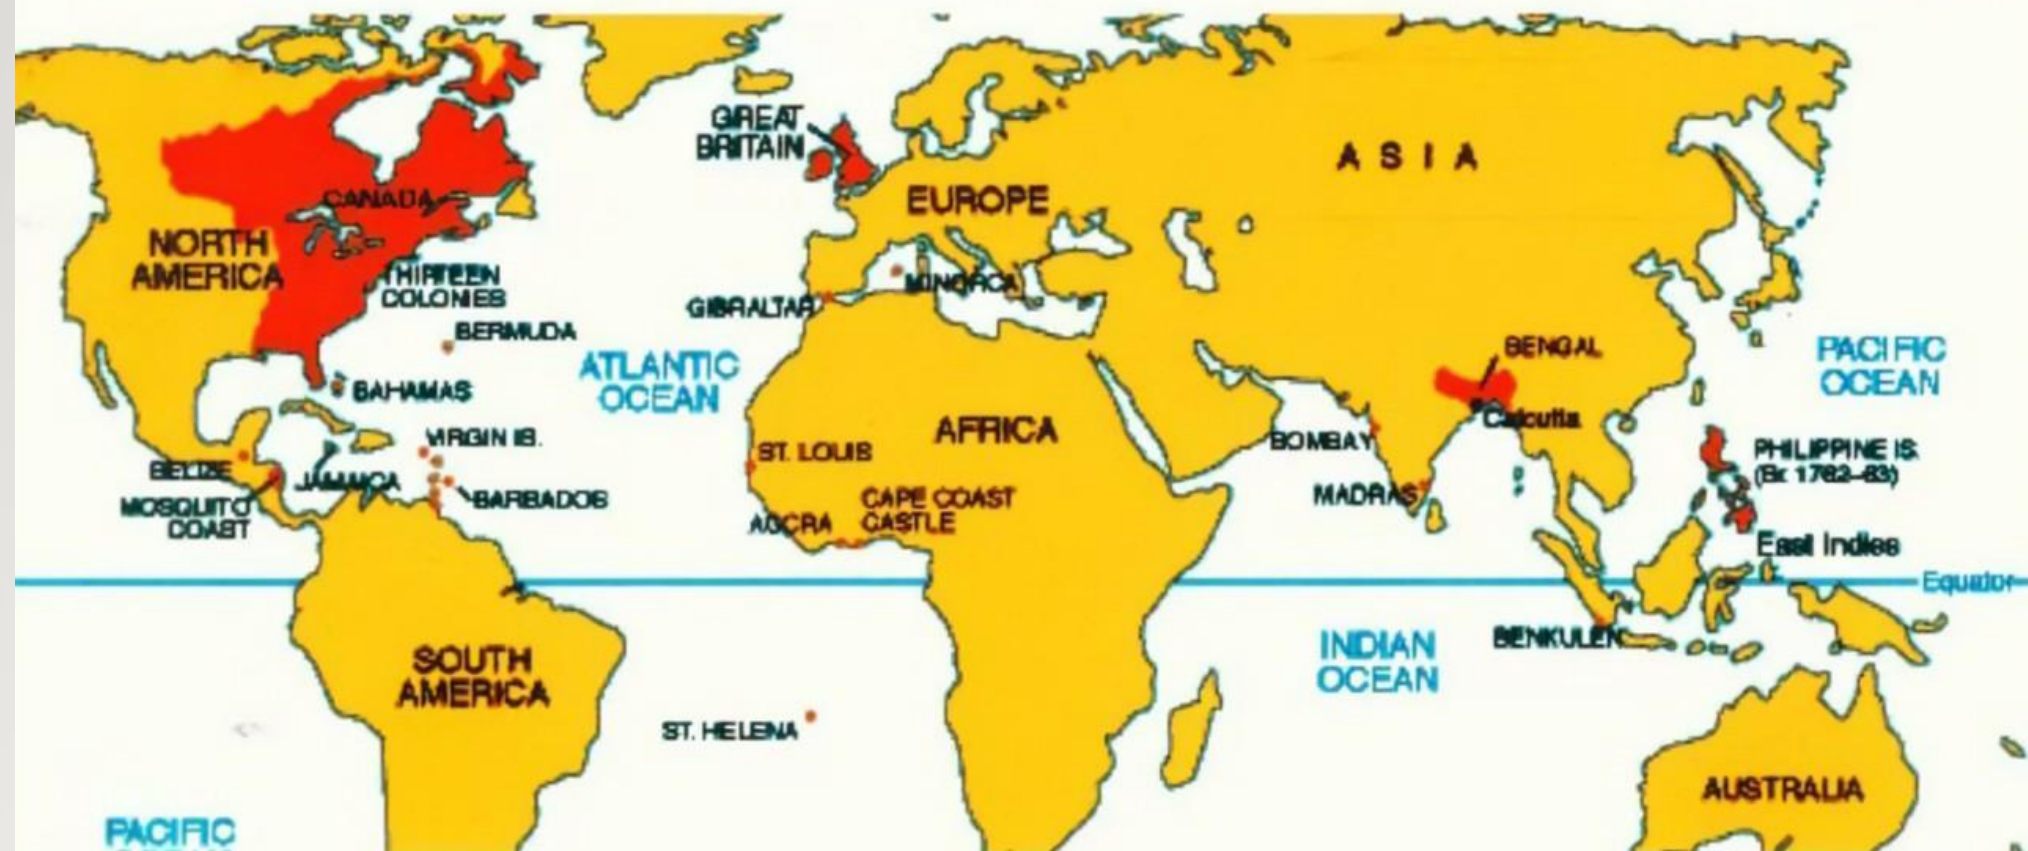 GREAT
BRITAIN
ASIA
CANADA
EUROPE
NORTH
AMERICA
THIRTEEN
COLONIES
MINORCA
GIBRALTAR
BERMUDA
BENGAL
PACIFIC
OCEAN
ATLANTIC
OCEAN
BAHAMAS
Calcutta
AFRICA
VIRGIN IS.
BOMBAY
ST. LOUIS
PHILIPPINE IS.
(Br. 1762-63)
BELIZE
JAMAICA
BARBADOS
MADRAS
MOSQUITO
COAST
ACCRA
CAPE COAST
CASTLE
East Indies
Equator
BENKULEN
INDIAN
OCEAN
SOUTH
AMERICA
ST. HELENA
AUSTRALIA
PACIFIC